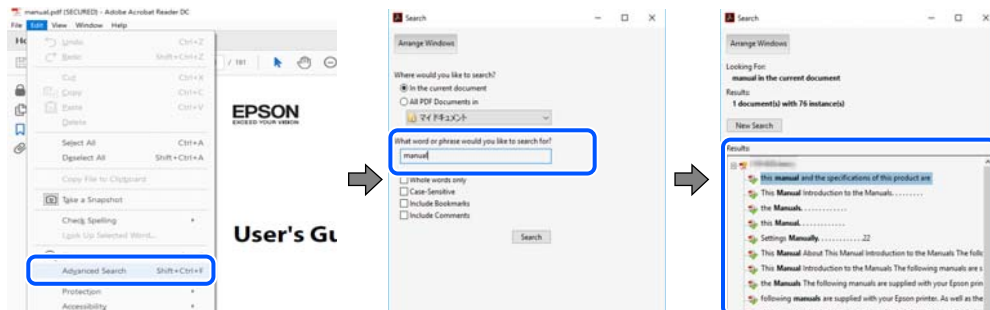 manual.pdf (SECURED) - Adobe Acrobat Reader DC
File Edit View Window Help
Undo Ctrl+Z
Redo Shift+Ctrl+Z
Cut Ctrl+X
Copy Ctrl+C
Paste Ctrl+V
Delete
Select All Ctrl+A
Deselect All Shift+Ctrl+A
Copy File to Clipboard
Take a Snapshot
Check Spelling
Look Up Selected Word...
Advanced Search Shift+Ctrl+F
Protection
Accessibility
/ 191
EPSON
EXCEED YOUR VISION
User's Gu
Search
Arrange Windows
Where would you like to search?
In the current document
All PDF Documents in
マイ ドキュメント
What word or phrase would you like to search for?
manual
Whole words only
Case-Sensitive
Include Bookmarks
Include Comments
Search
Search
Arrange Windows
Looking For:
manual in the current document
Results:
1 document(s) with 76 instance(s)
New Search
Results:
this manual and the specifications of this product are
This Manual Introduction to the Manuals. . . . . . . . .
the Manuals. . . . . . . . . . . . .
this Manual. . . . . . . . . . . . .
Settings Manually. . . . . . . . . . . . .22
This Manual About This Manual Introduction to the Manuals The follo
This Manual Introduction to the Manuals The following manuals are s
the Manuals The following manuals are supplied with your Epson prin
following manuals are supplied with your Epson printer. As well as the